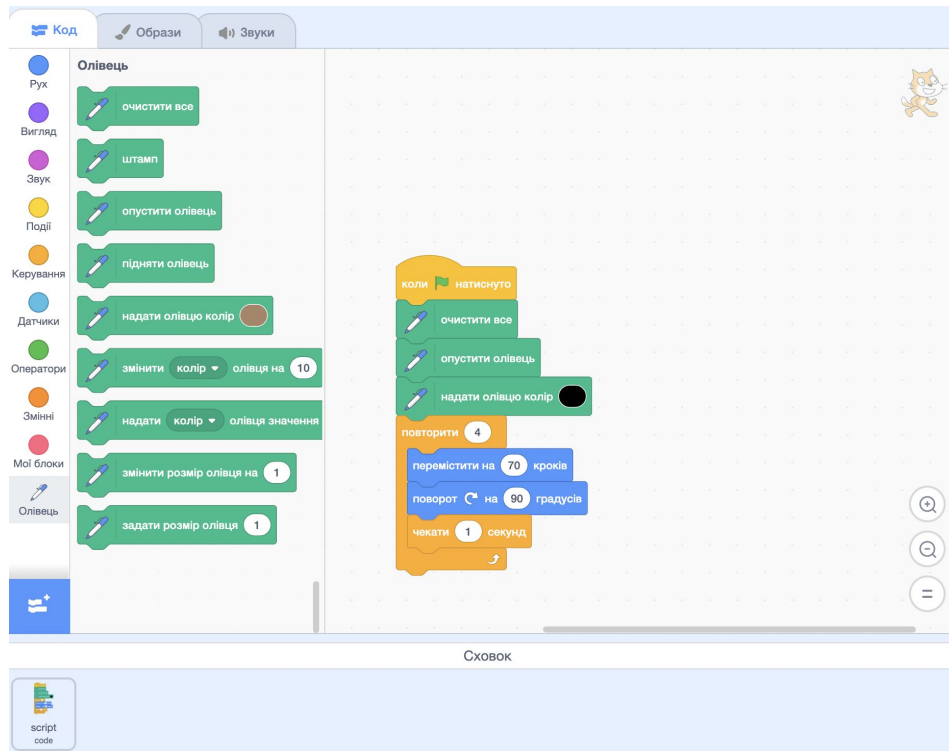 Код
Образи
Звуки
Рух
Вигляд
Звук
Події
Керування
Датчики
Оператори
Змінні
Мої блоки
Олівець
Олівець
очистити все
штамп
опустити олівець
підняти олівець
надати олівцю колір
змінити колір олівця на 10
надати колір олівця значення
змінити розмір олівця на 1
задати розмір олівця 1
коли натиснуто
очистити все
опустити олівець
надати олівцю колір
повторити 4
перемістити на 70 кроків
поворот на 90 градусів
чекати 1 секунд
Сховок
script
code